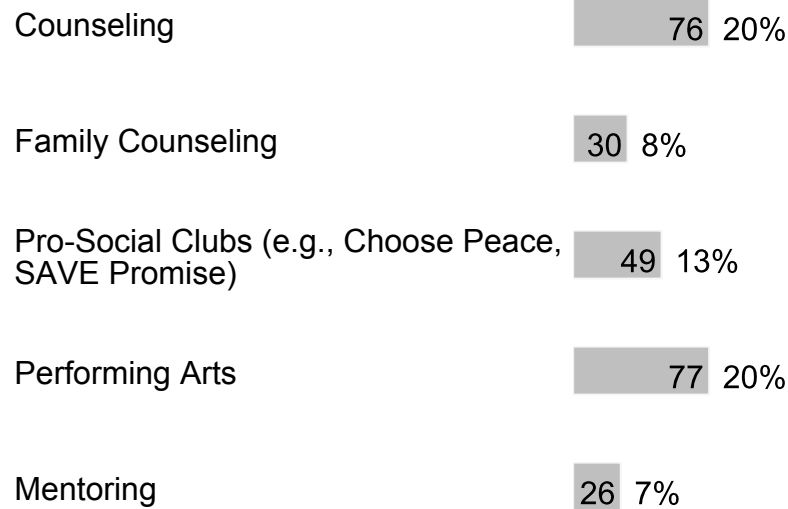 Counseling 76 20%
Family Counseling 30 8%
Pro-Social Clubs (e.g., Choose Peace,
SAVE Promise) 49 13%
Performing Arts 77 20%
Mentoring 26 7%